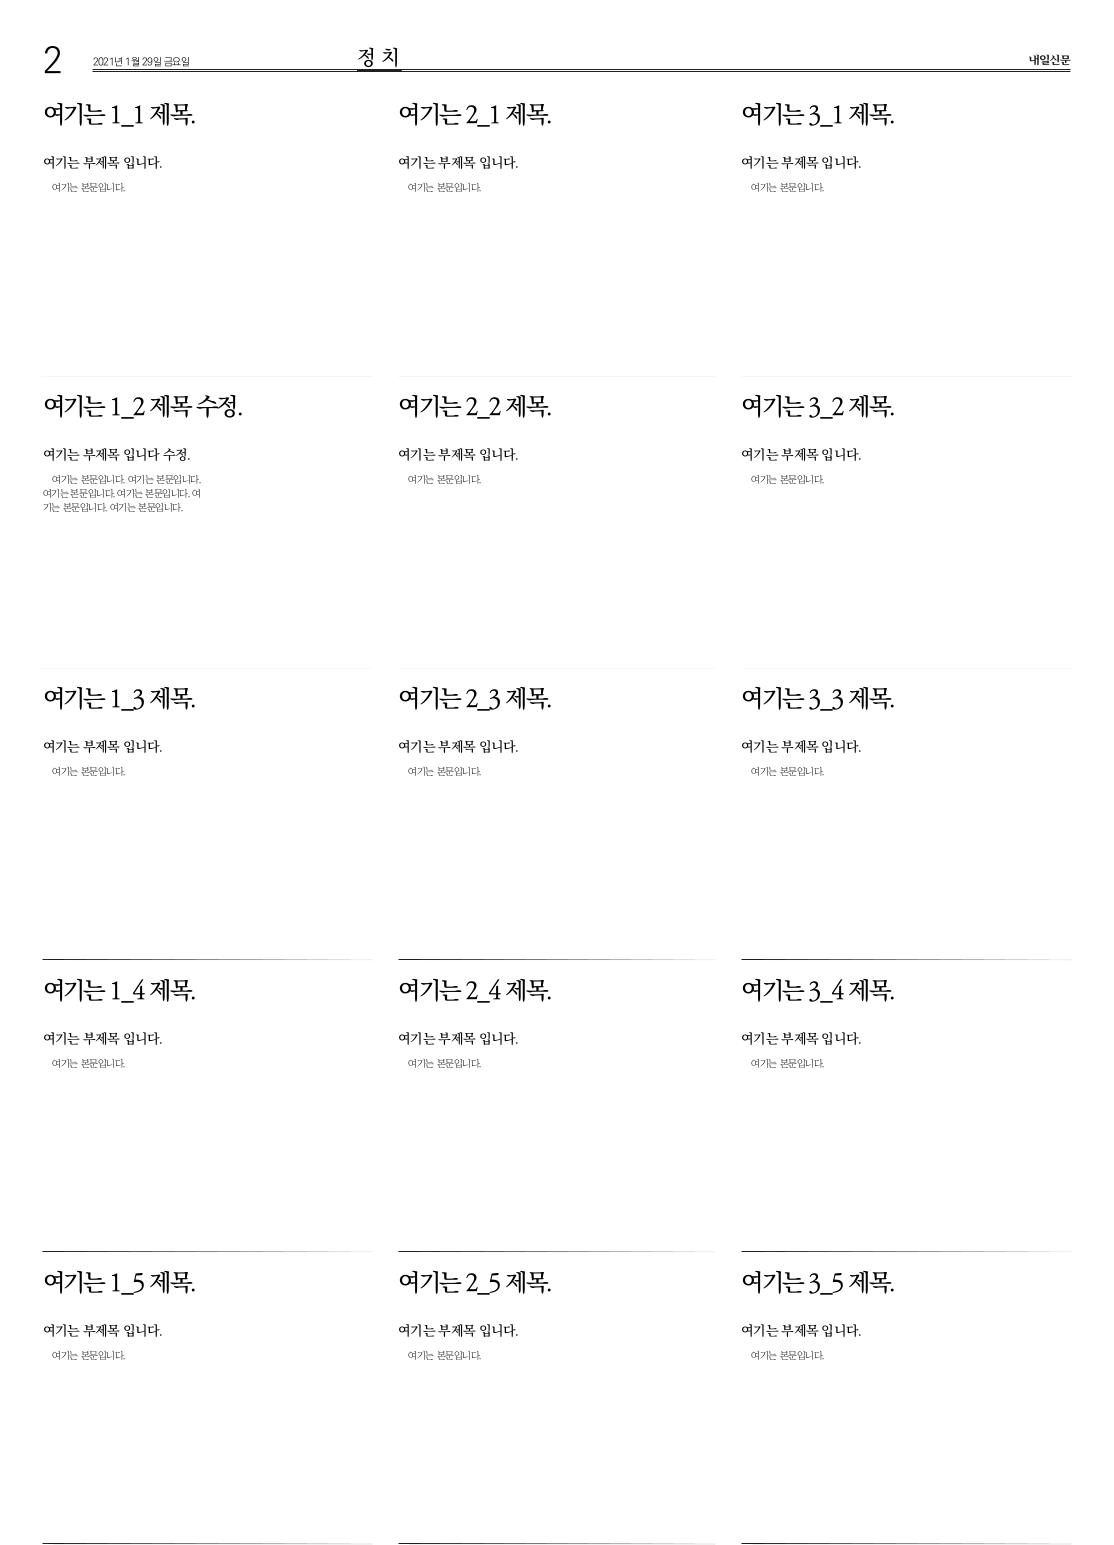 2
2021년 1월 29일 금요일
정 치
내일신문
여기는 1_1 제목.
여기는 부제목 입니다.
여기는 본문입니다.
여기는 1_2 제목 수정.
여기는 부제목 입니다 수정.
여기는 본문입니다. 여기는 본문입니다.
여기는 본문입니다. 여기는 본문입니다. 여
기는 본문입니다. 여기는 본문입니다.
여기는 1_3 제목.
여기는 부제목 입니다.
여기는 본문입니다.
여기는 1_4 제목.
여기는 부제목 입니다.
여기는 본문입니다.
여기는 1_5 제목.
여기는 부제목 입니다.
여기는 본문입니다.
여기는 2_1 제목.
여기는 부제목 입니다.
여기는 본문입니다.
여기는 2_2 제목.
여기는 부제목 입니다.
여기는 본문입니다.
여기는 2_3 제목.
여기는 부제목 입니다.
여기는 본문입니다.
여기는 2_4 제목.
여기는 부제목 입니다.
여기는 본문입니다.
여기는 2_5 제목.
여기는 부제목 입니다.
여기는 본문입니다.
여기는 3_1 제목.
여기는 부제목 입니다.
여기는 본문입니다.
여기는 3_2 제목.
여기는 부제목 입니다.
여기는 본문입니다.
여기는 3_3 제목.
여기는 부제목 입니다.
여기는 본문입니다.
여기는 3_4 제목.
여기는 부제목 입니다.
여기는 본문입니다.
여기는 3_5 제목.
여기는 부제목 입니다.
여기는 본문입니다.